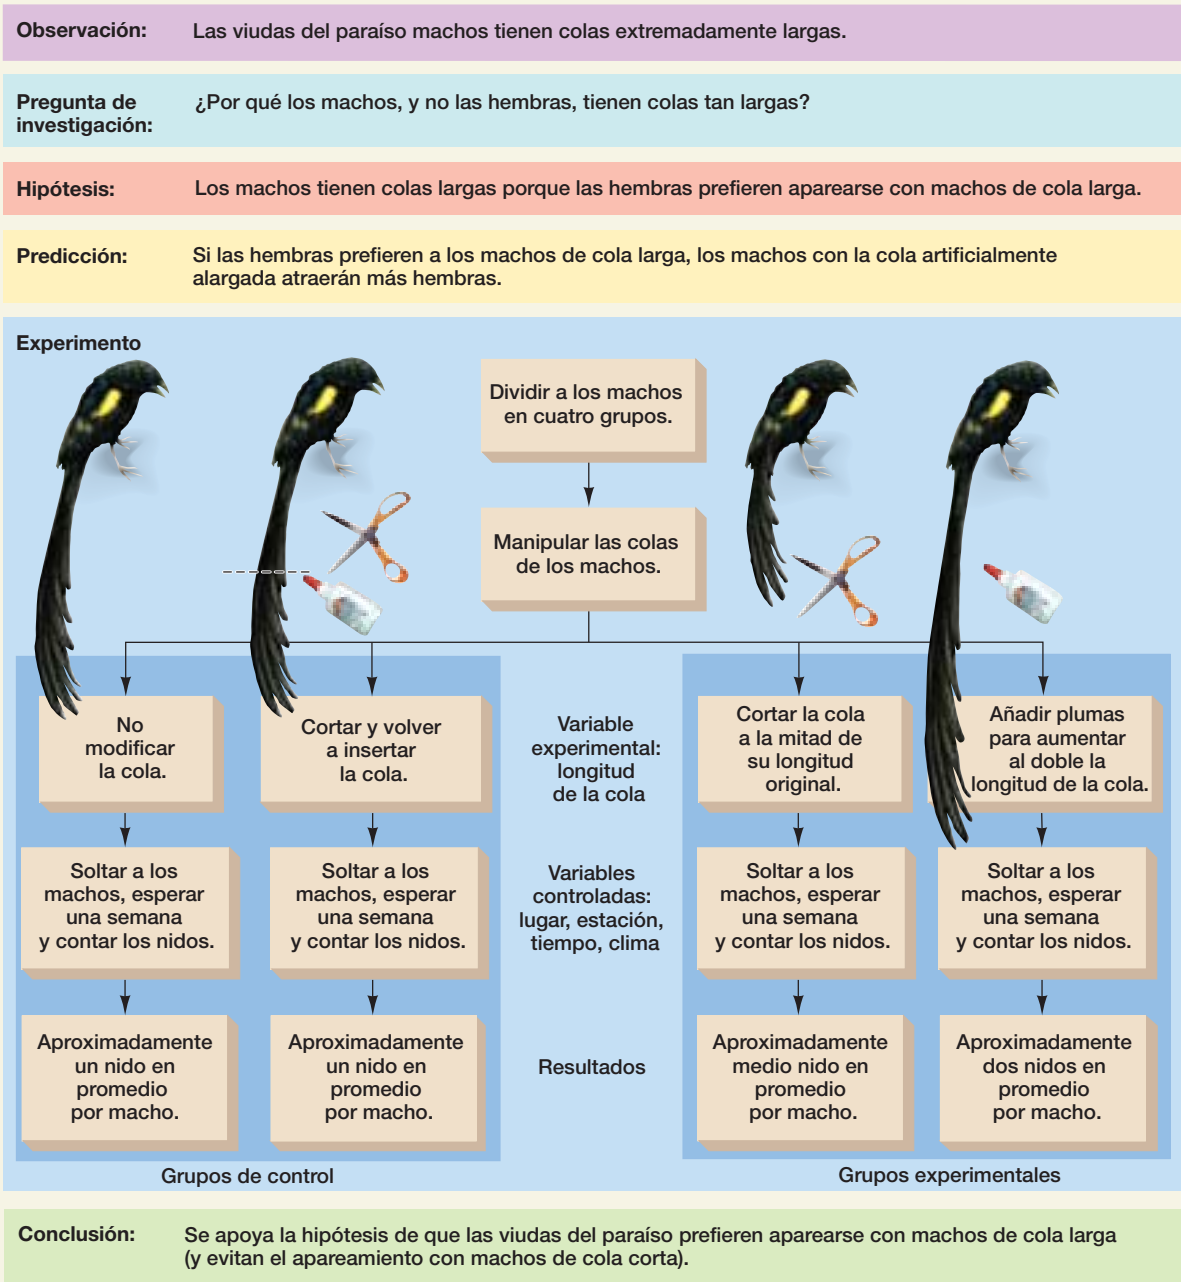 Observación: Las viudas del paraíso machos tienen colas extremadamente largas.
Pregunta de
investigación:
¿Por qué los machos, y no las hembras, tienen colas tan largas?
Hipótesis: Los machos tienen colas largas porque las hembras prefieren aparearse con machos de cola larga.
Predicción: Si las hembras prefieren a los machos de cola larga, los machos con la cola artificialmente
alargada atraerán más hembras.
Experimento
Dividir a los machos
en cuatro grupos.
Manipular las colas
de los machos.
No
modificar
la cola.
Cortar y volver
a insertar
la cola.
Variable
experimental:
longitud
de la cola
Cortar la cola
a la mitad de
su longitud
original.
Añadir plumas
para aumentar
al doble la
longitud de la cola.
Soltar a los
machos, esperar
una semana
y contar los nidos.
Soltar a los
machos, esperar
una semana
y contar los nidos.
Variables
controladas:
lugar, estación,
tiempo, clima
Soltar a los
machos, esperar
una semana
y contar los nidos.
Soltar a los
machos, esperar
una semana
y contar los nidos.
Aproximadamente
un nido en
promedio
por macho.
Aproximadamente
un nido en
promedio
por macho.
Resultados
Aproximadamente
medio nido en
promedio
por macho.
Aproximadamente
dos nidos en
promedio
por macho.
Grupos de control
Grupos experimentales
Conclusión: Se apoya la hipótesis de que las viudas del paraíso prefieren aparearse con machos de cola larga
(y evitan el apareamiento con machos de cola corta).